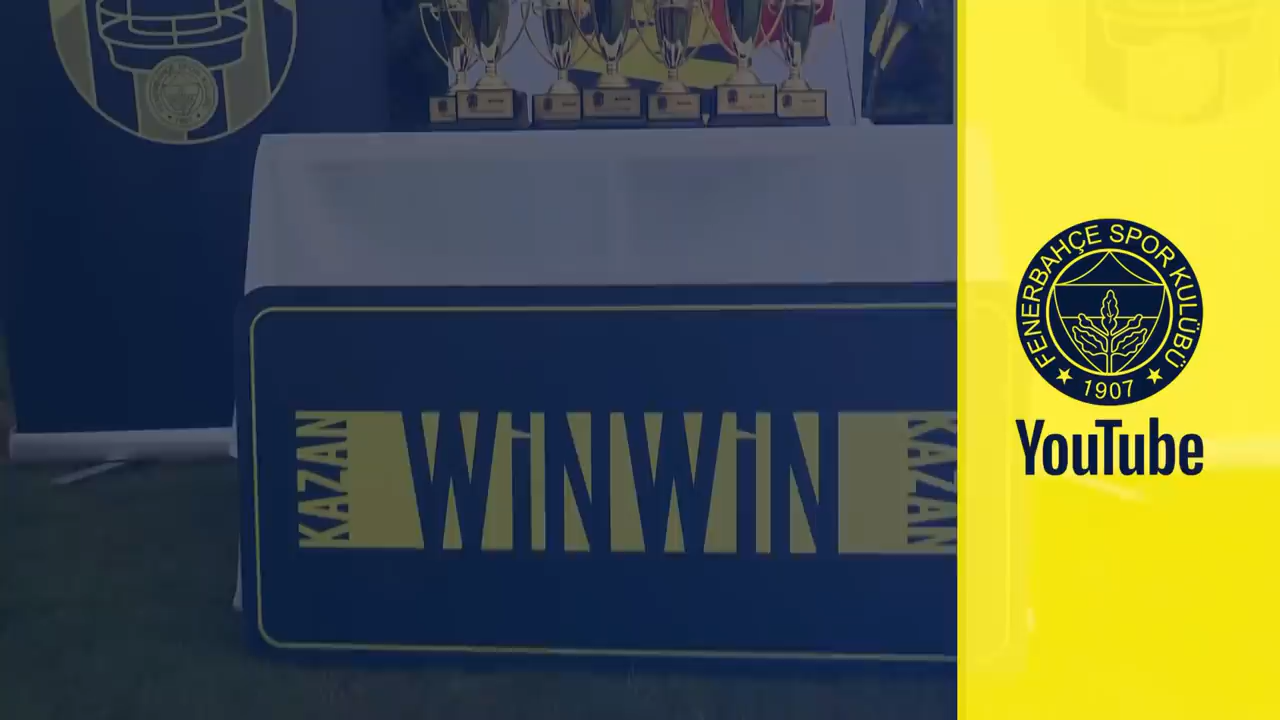 KAZAN
WiNWiN
KAZAN
FENERBAHÇE SPOR KULÜBÜ
1907
YouTube